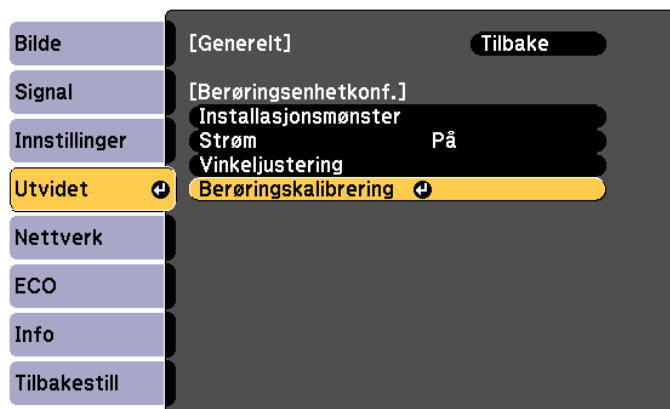 Bilde
Signal
Innstillinger
Utvidet
Nettverk
ECO
Info
Tilbakestill
[Generelt] Tilbake
[Berøringsenhetkonf.]
Installasjonsmønster
Strøm På
Vinkeljustering
Berøringskalibrering